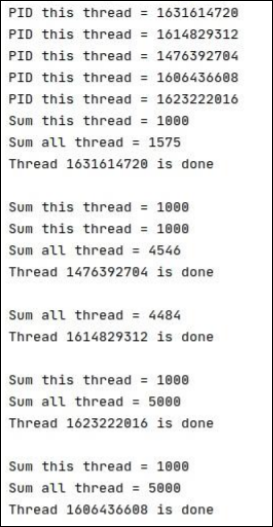 PID this thread = 1631614720
PID this thread = 1614829312
PID this thread = 1476392704
PID this thread = 1606436608
PID this thread = 1623222016
Sum this thread = 1000
Sum all thread = 1575
Thread 1631614720 is done
Sum this thread = 1000
Sum this thread = 1000
Sum all thread = 4546
Thread 1476392704 is done
Sum all thread = 4484
Thread 1614829312 is done
Sum this thread = 1000
Sum all thread = 5000
Thread 1623222016 is done
Sum this thread = 1000
Sum all thread = 5000
Thread 1606436608 is done